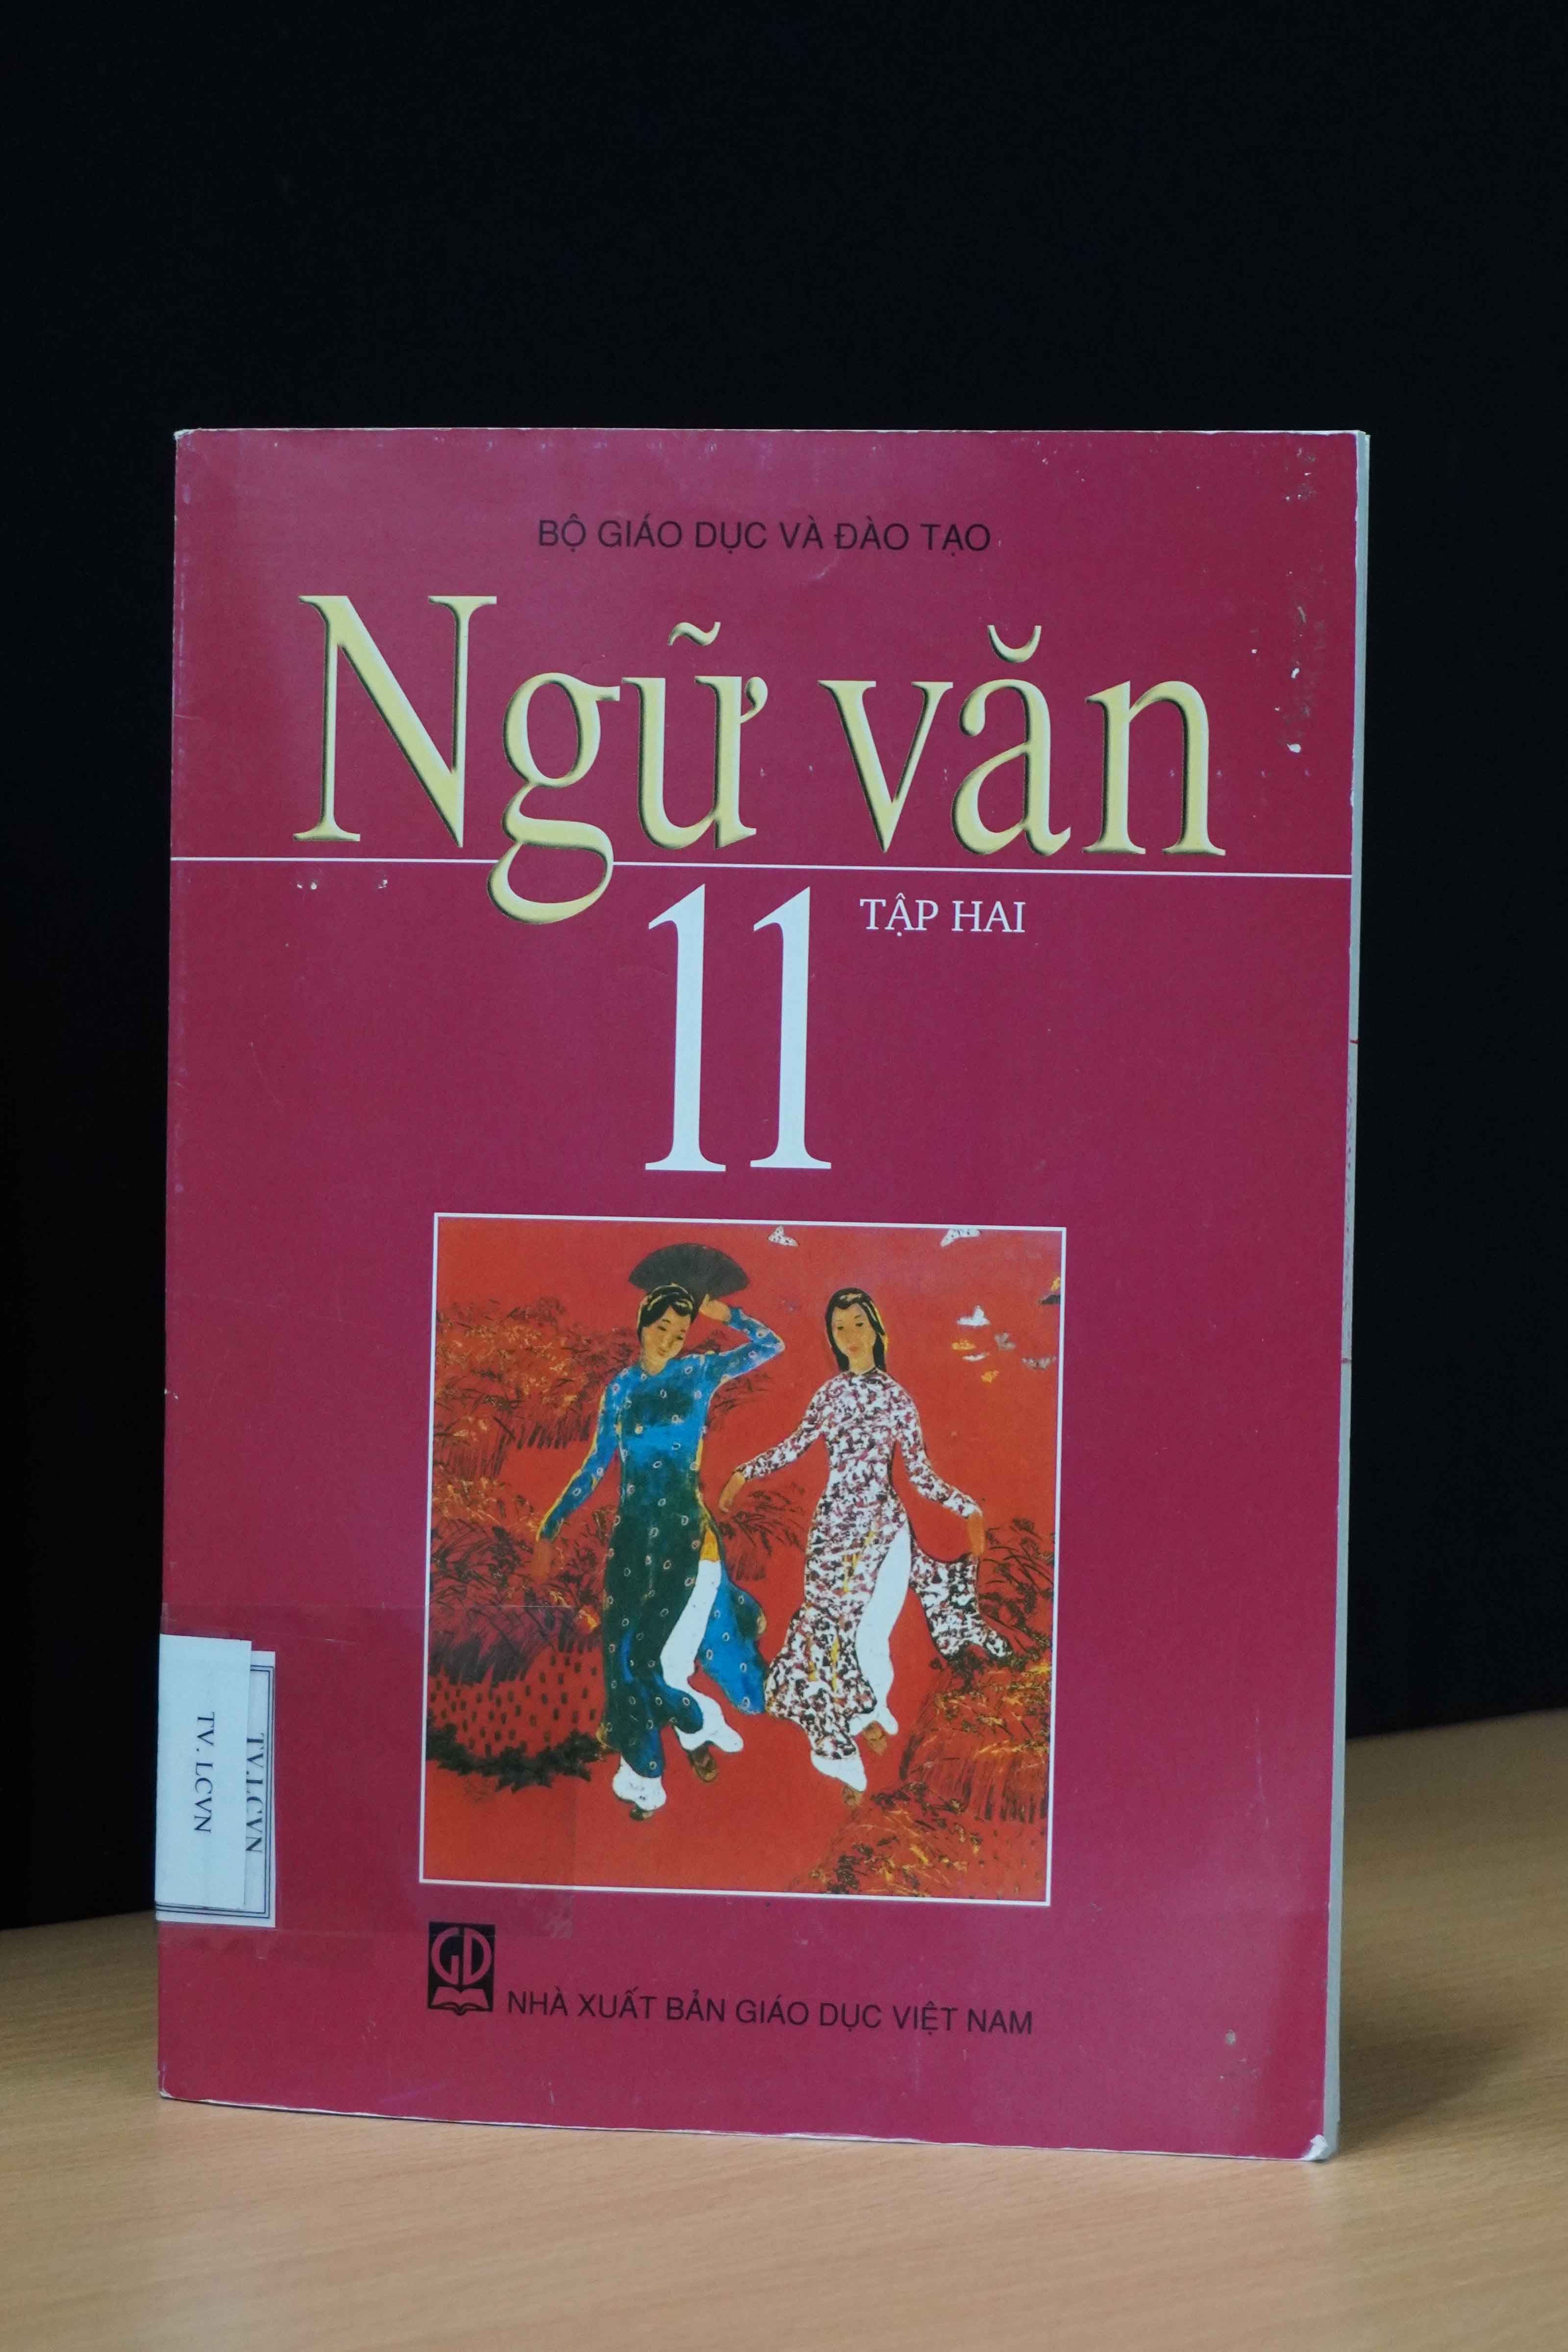 BỘ GIÁO DỤC VÀ ĐÀO TẠO
Ngữ văn
11
TẬP HAI
TV. LCVN
TV.LCVN
GD
NHÀ XUẤT BẢN GIÁO DỤC VIỆT NAM